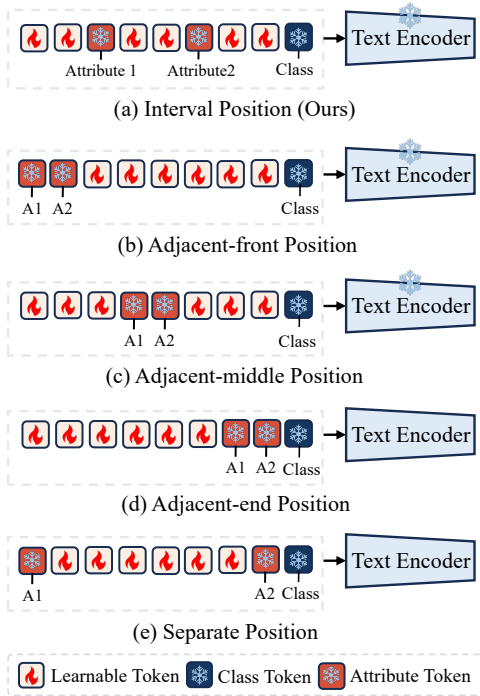 Text Encoder
Attribute 1 Attribute2 Class
(a) Interval Position (Ours)
Text Encoder
A1 A2 Class
(b) Adjacent-front Position
Text Encoder
A1 A2 Class
(c) Adjacent-middle Position
Text Encoder
A1 A2 Class
(d) Adjacent-end Position
Text Encoder
A1 A2 Class
(e) Separate Position
Learnable Token Class Token Attribute Token